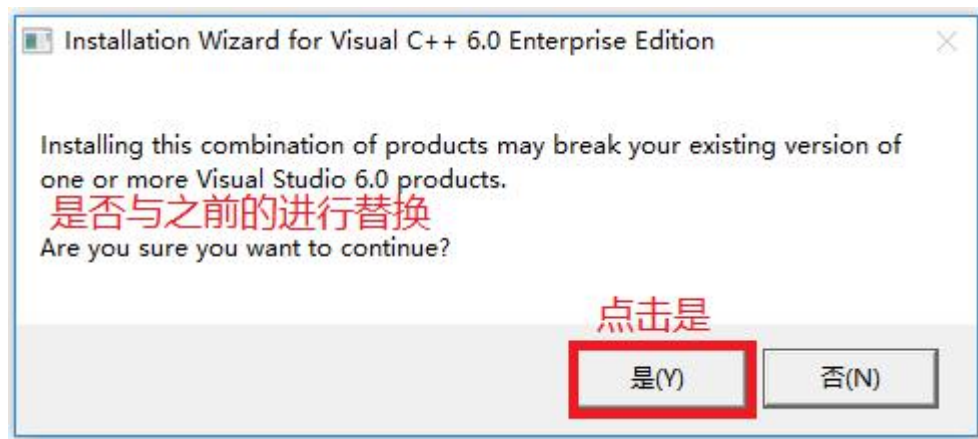 Installation Wizard for Visual C++ 6.0 Enterprise Edition
Installing this combination of products may break your existing version of
one or more Visual Studio 6.0 products.
是否与之前的进行替换
Are you sure you want to continue?
点击是
是(Y)
否(N)